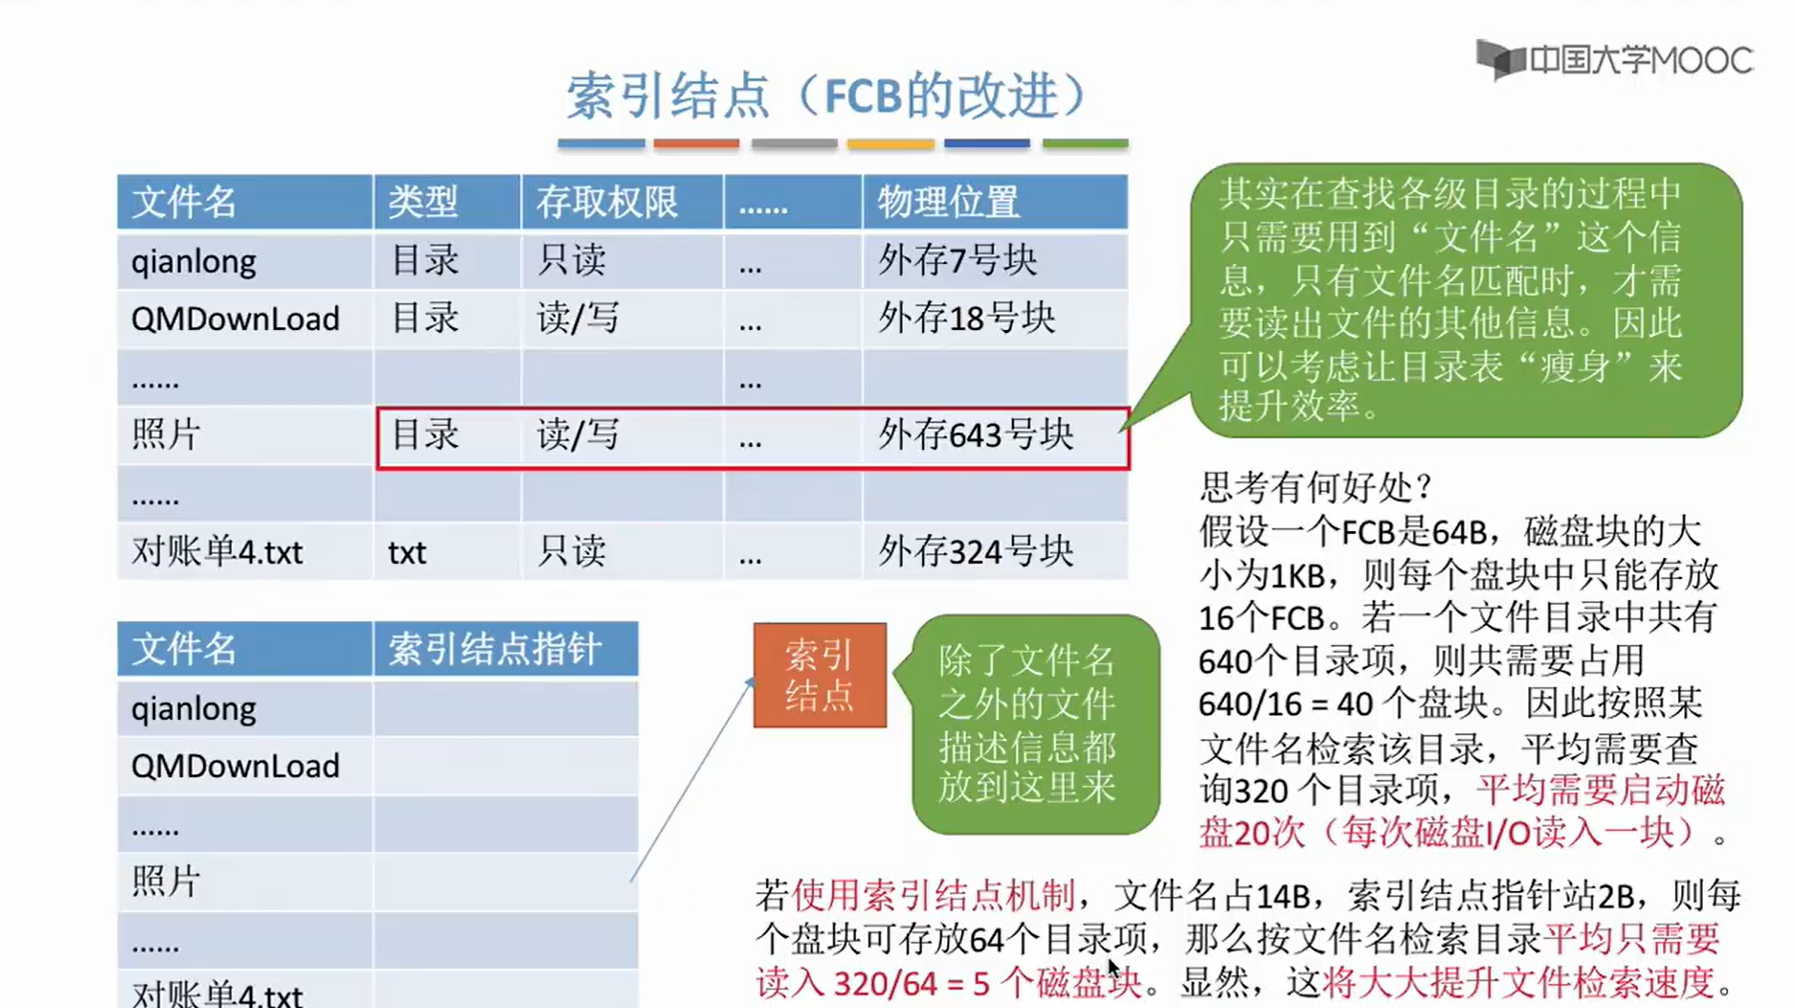 中国大学MOOC
索引结点（FCB的改进）
文件名 类型 存取权限 …… 物理位置
qianlong 目录 只读 … 外存7号块
QMDownLoad 目录 读/写 … 外存18号块
…… …
照片 目录 读/写 … 外存643号块
……
对账单4.txt txt 只读 … 外存324号块
其实在查找各级目录的过程中
只需要用到“文件名”这个信
息，只有文件名匹配时，才需
要读出文件的其他信息。因此
可以考虑让目录表“瘦身”来
提升效率。
思考有何好处？
假设一个FCB是64B，磁盘块的大
小为1KB，则每个盘块中只能存放
16个FCB。若一个文件目录中共有
640个目录项，则共需要占用
640/16 = 40 个盘块。因此按照某
文件名检索该目录，平均需要查
询320 个目录项，平均需要启动磁
盘20次（每次磁盘I/O读入一块）。
文件名 索引结点指针
qianlong
QMDownLoad
……
照片
……
对账单4.txt
索引
结点
除了文件名
之外的文件
描述信息都
放到这里来
若使用索引结点机制，文件名占14B，索引结点指针站2B，则每
个盘块可存放64个目录项，那么按文件名检索目录平均只需要
读入 320/64 = 5 个磁盘块。显然，这将大大提升文件检索速度。